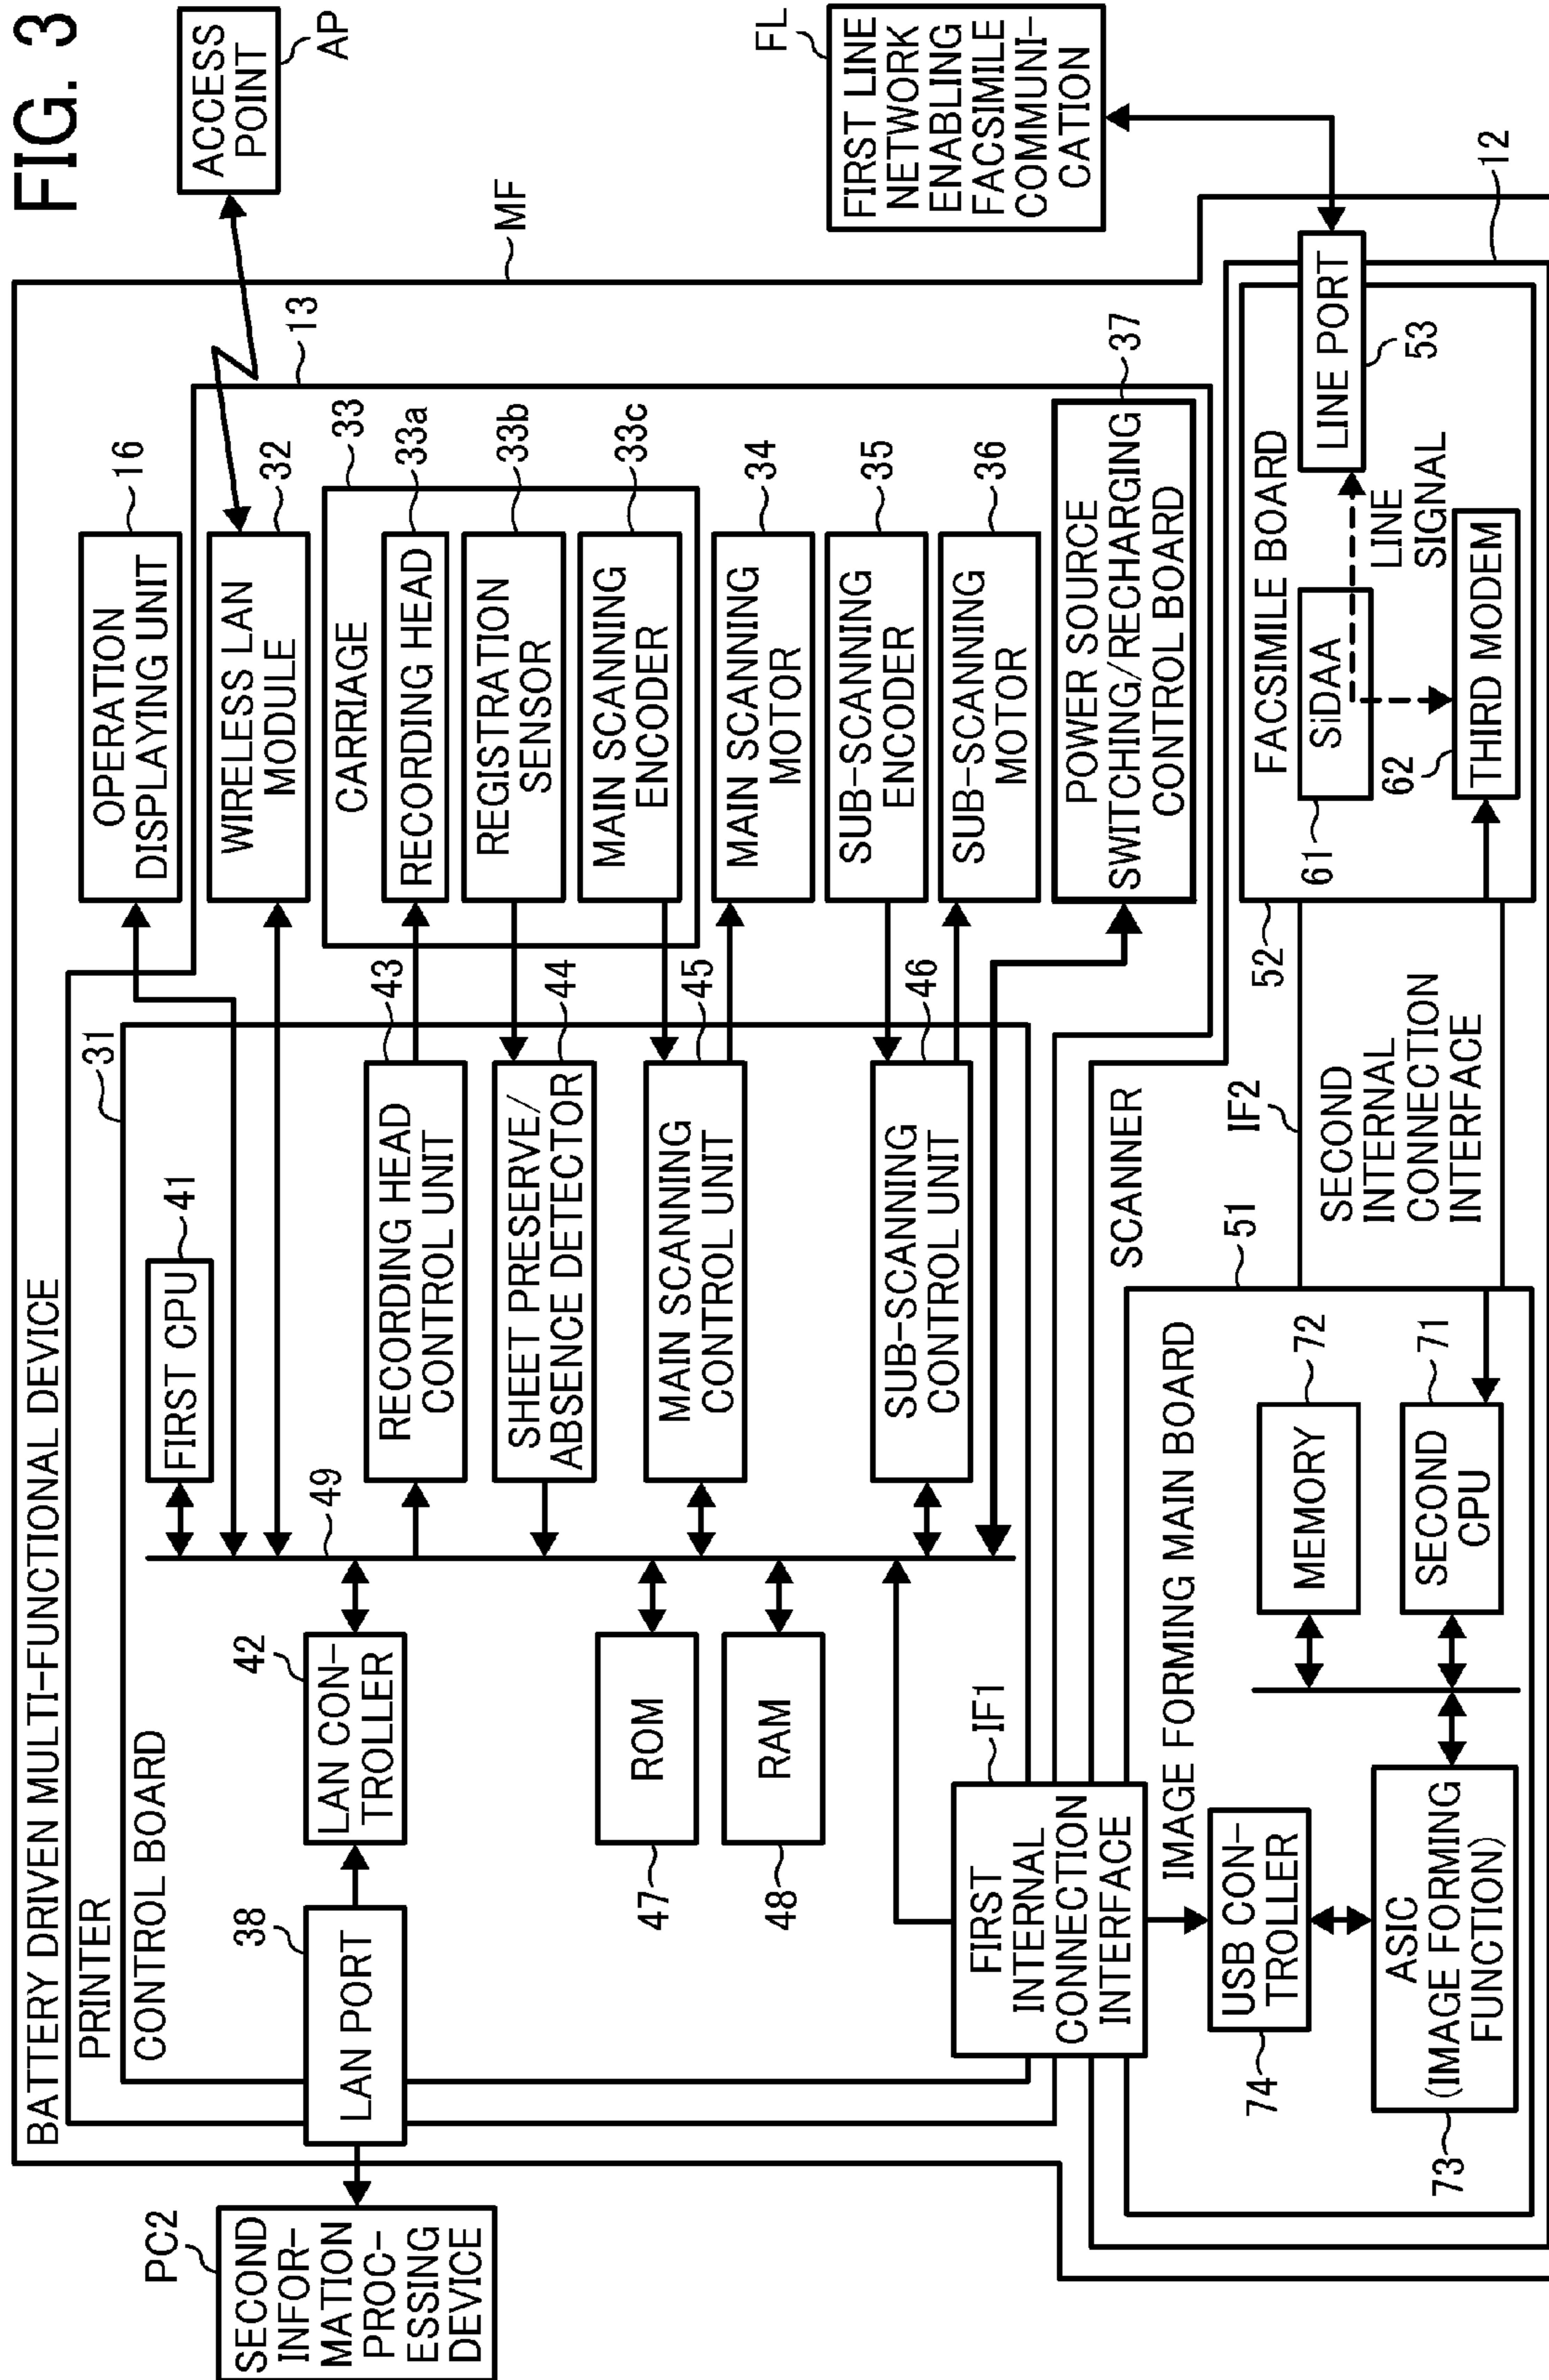 FIG. 3
BATTERY DRIVEN MULTI-FUNCTIONAL DEVICE
PRINTER
CONTROL BOARD
31
MF
13
PC2
SECOND
INFOR-
MATION
PROC-
ESSING
DEVICE
38
LAN PORT
42
LAN CON-
TROLLER
49
FIRST CPU
41
ROM
47
RAM
48
RECORDING HEAD
CONTROL UNIT
43
SHEET PRESERVE/
ABSENCE DETECTOR
44
MAIN SCANNING
CONTROL UNIT
45
SUB-SCANNING
CONTROL UNIT
46
OPERATION
DISPLAYING UNIT
16
WIRELESS LAN
MODULE
32
ACCESS
POINT
AP
CARRIAGE
33
RECORDING HEAD
33a
REGISTRATION
SENSOR
33b
MAIN SCANNING
ENCODER
33c
MAIN SCANNING
MOTOR
34
SUB-SCANNING
ENCODER
35
SUB-SCANNING
MOTOR
36
POWER SOURCE
SWITCHING/RECHARGING
CONTROL BOARD
37
FIRST
INTERNAL
CONNECTION
INTERFACE
IF1
SCANNER
12
IMAGE FORMING MAIN BOARD
51
USB CON-
TROLLER
74
ASIC
(IMAGE FORMING
FUNCTION)
73
MEMORY
72
SECOND
CPU
71
IF2
SECOND
INTERNAL
CONNECTION
INTERFACE
52
FACSIMILE BOARD
SiDAA
61
LINE
SIGNAL
62
THIRD MODEM
LINE PORT
53
FL
FIRST LINE
NETWORK
ENABLING
FACSIMILE
COMMUNI-
CATION